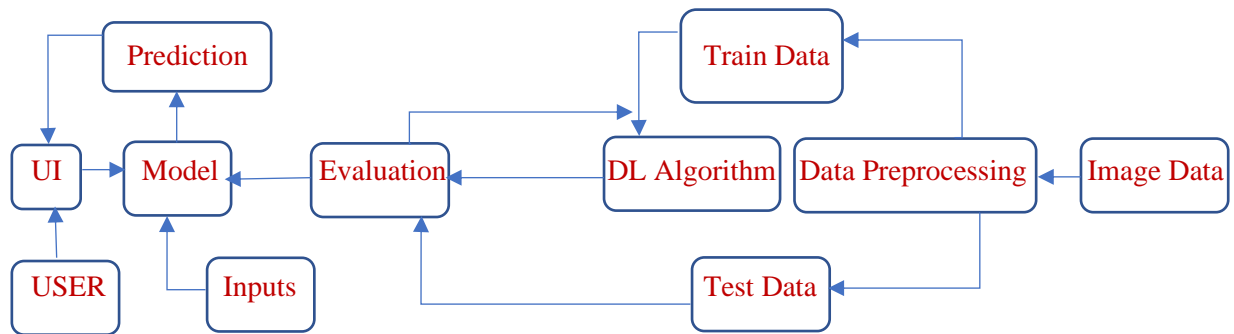 Prediction
Train Data
UI
Model
Evaluation
DL Algorithm
Data Preprocessing
Image Data
USER
Inputs
Test Data